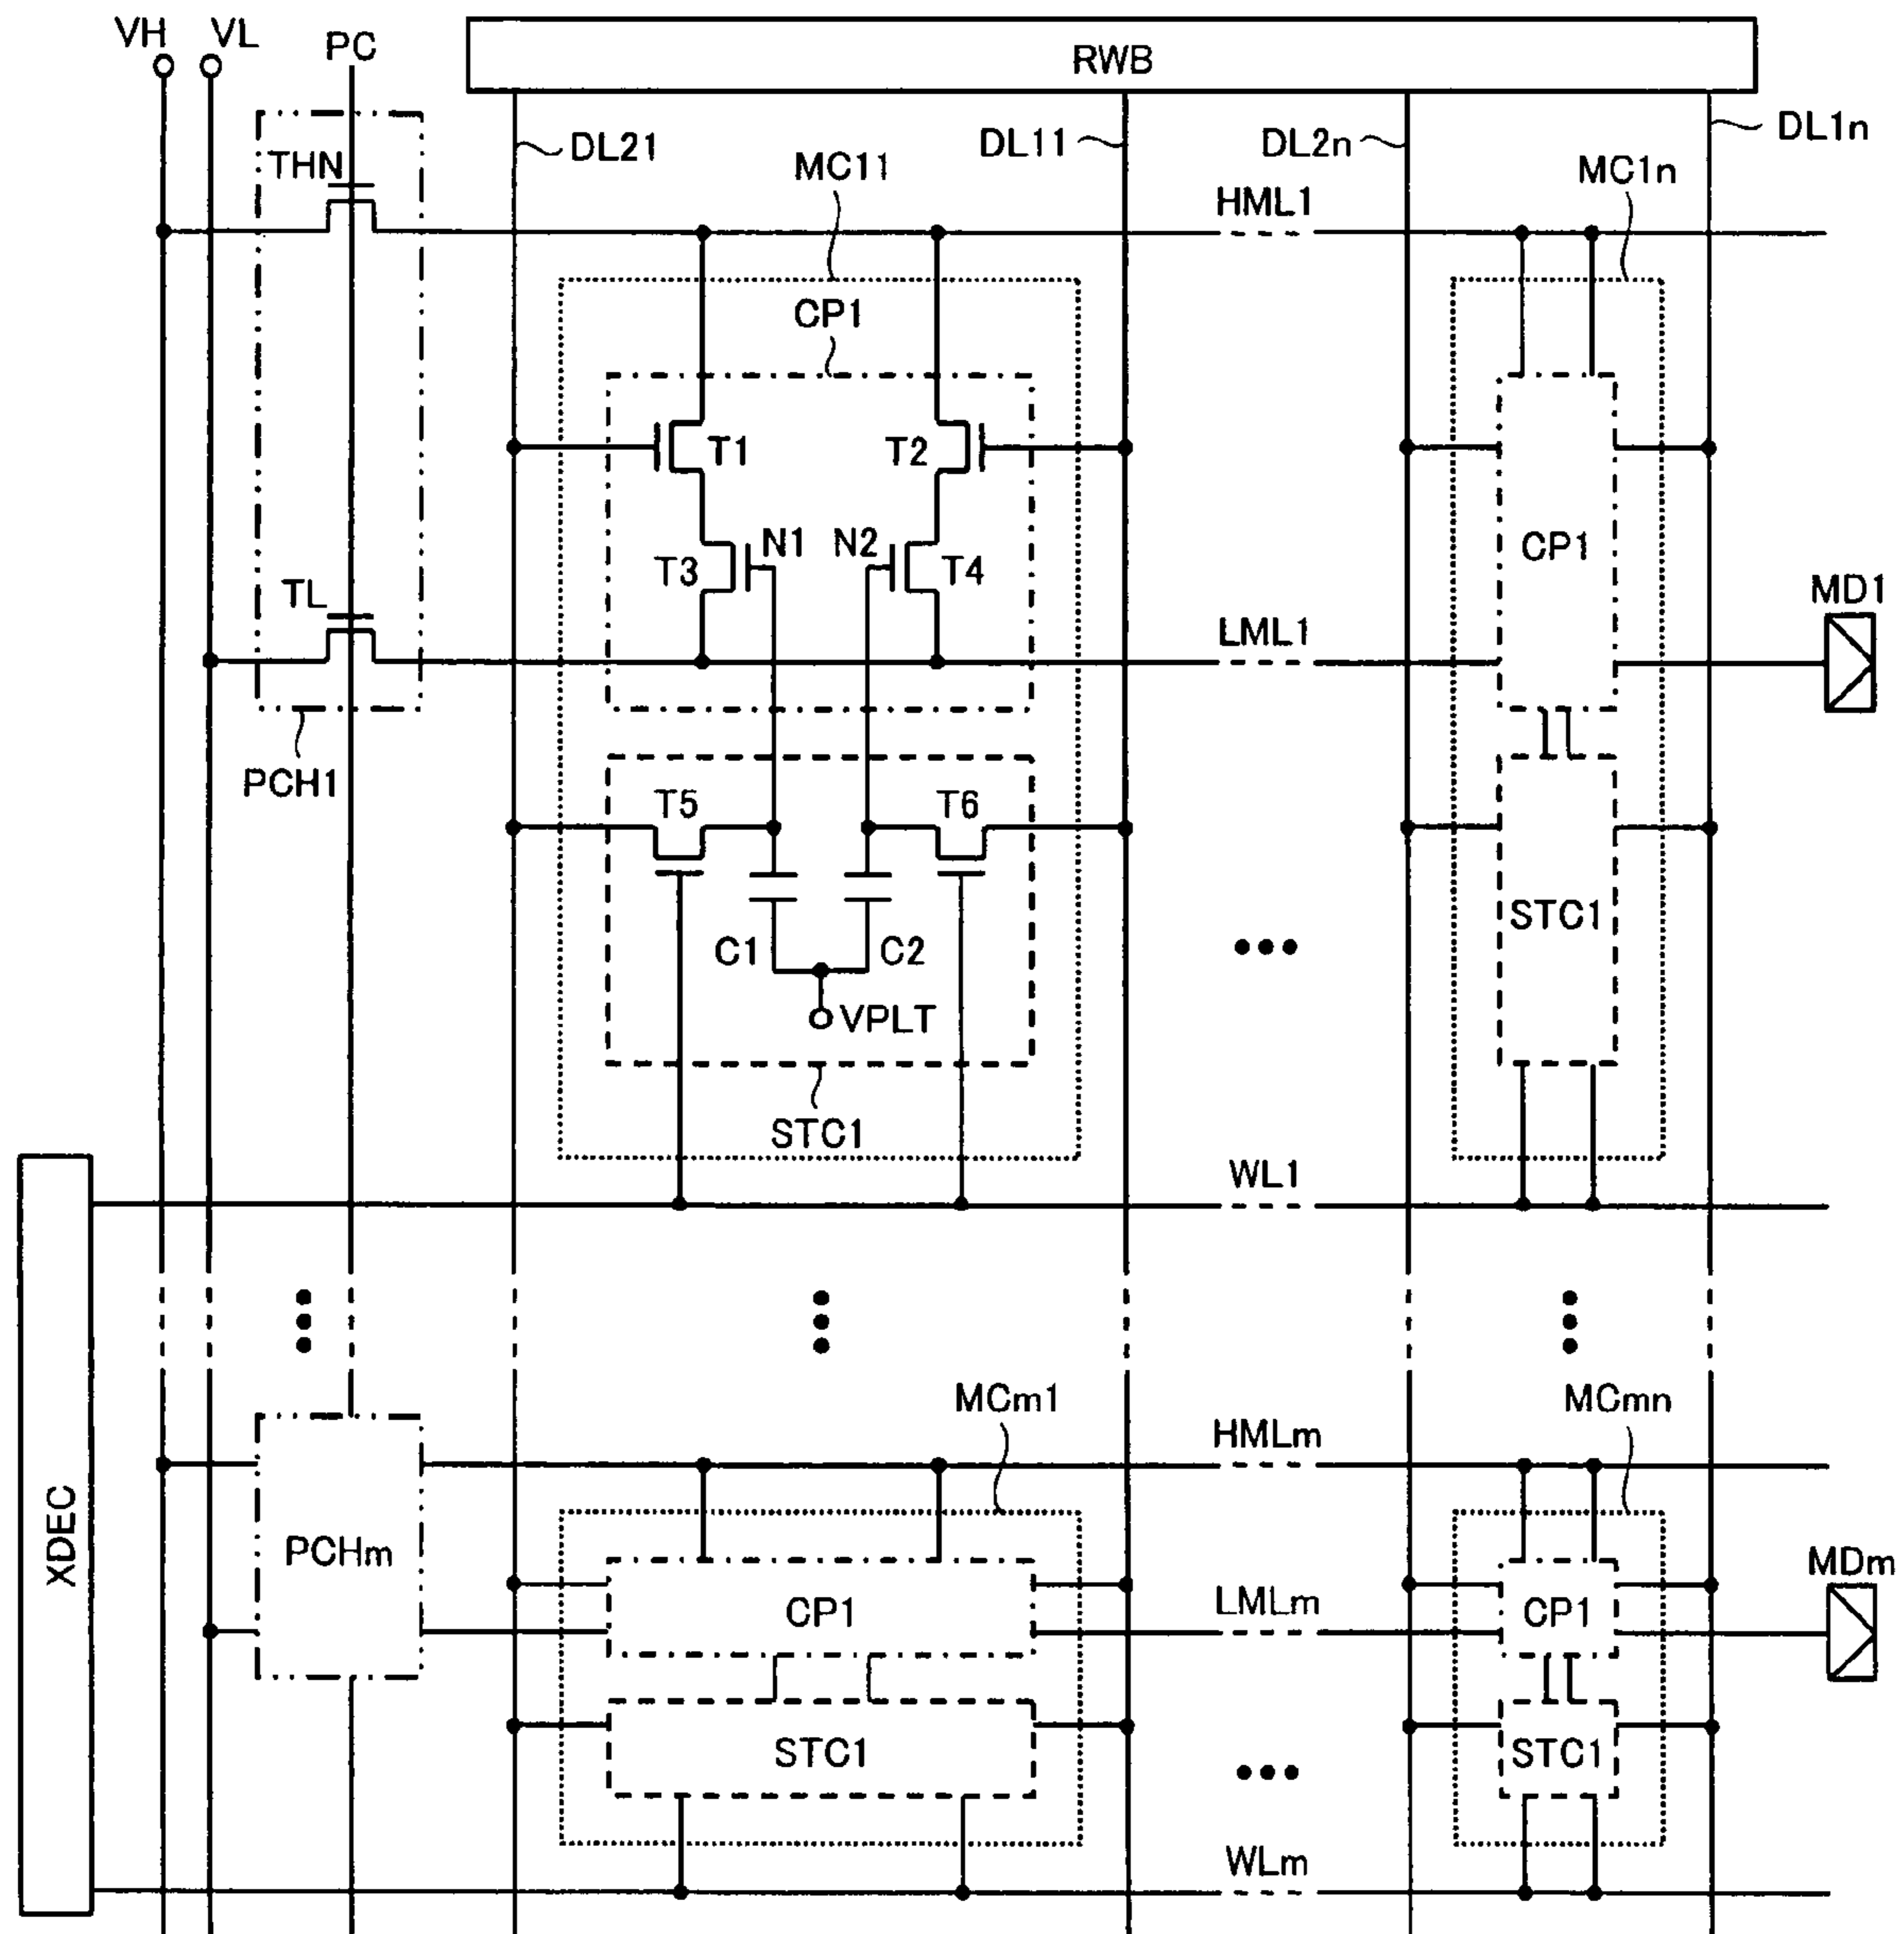 VH VL PC RWB
DL21 DL11 DL2n DL1n
THN MC11 HML1 MC1n
CP1
T1 T2
N1 N2
T3 T4 CP1
TL LML1 MD1
PCH1
T5 T6
STC1
C1 C2
VPLT
STC1
WL1
MCm1 HMLm MCmn
XDEC
PCHm
MDm
CP1 LMLm CP1
STC1 STC1
WLm